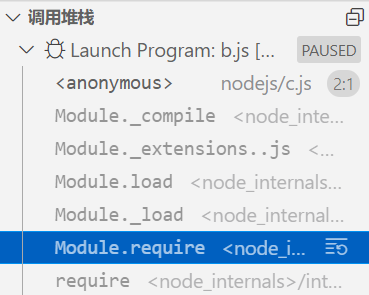 调用堆栈
Launch Program: b.js [... PAUSED
<anonymous> nodejs/c.js 2:1
Module._compile <node_inte...
Module._extensions..js <...
Module.load <node_internals...
Module._load <node_internal...
Module.require <node_i...
require <node_internals>/int...